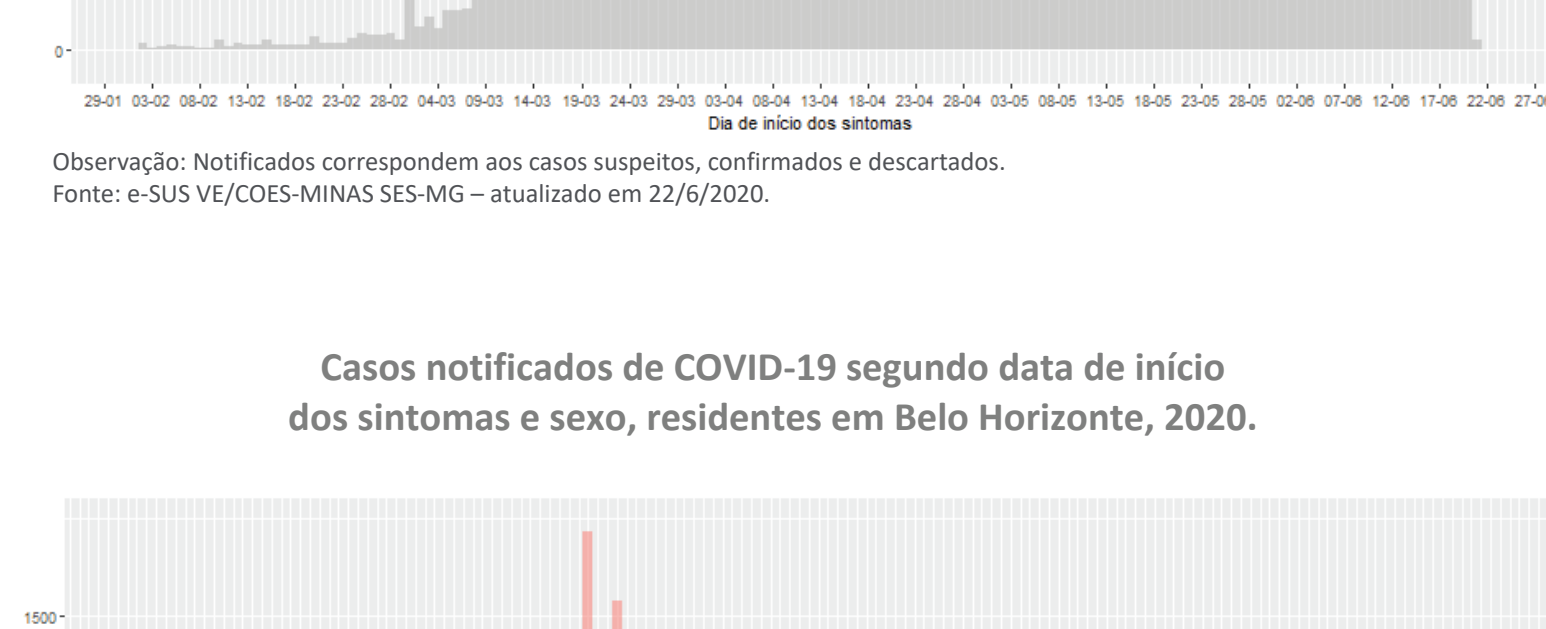 0
29-01 03-02 08-02 13-02 18-02 23-02 28-02 04-03 09-03 14-03 19-03 24-03 29-03 03-04 08-04 13-04 18-04 23-04 28-04 03-05 08-05 13-05 18-05 23-05 28-05 02-06 07-06 12-06 17-06 22-06 27-0
Dia de início dos sintomas
Observação: Notificados correspondem aos casos suspeitos, confirmados e descartados.
Fonte: e-SUS VE/COES-MINAS SES-MG – atualizado em 22/6/2020.
Casos notificados de COVID-19 segundo data de início
dos sintomas e sexo, residentes em Belo Horizonte, 2020.
1500